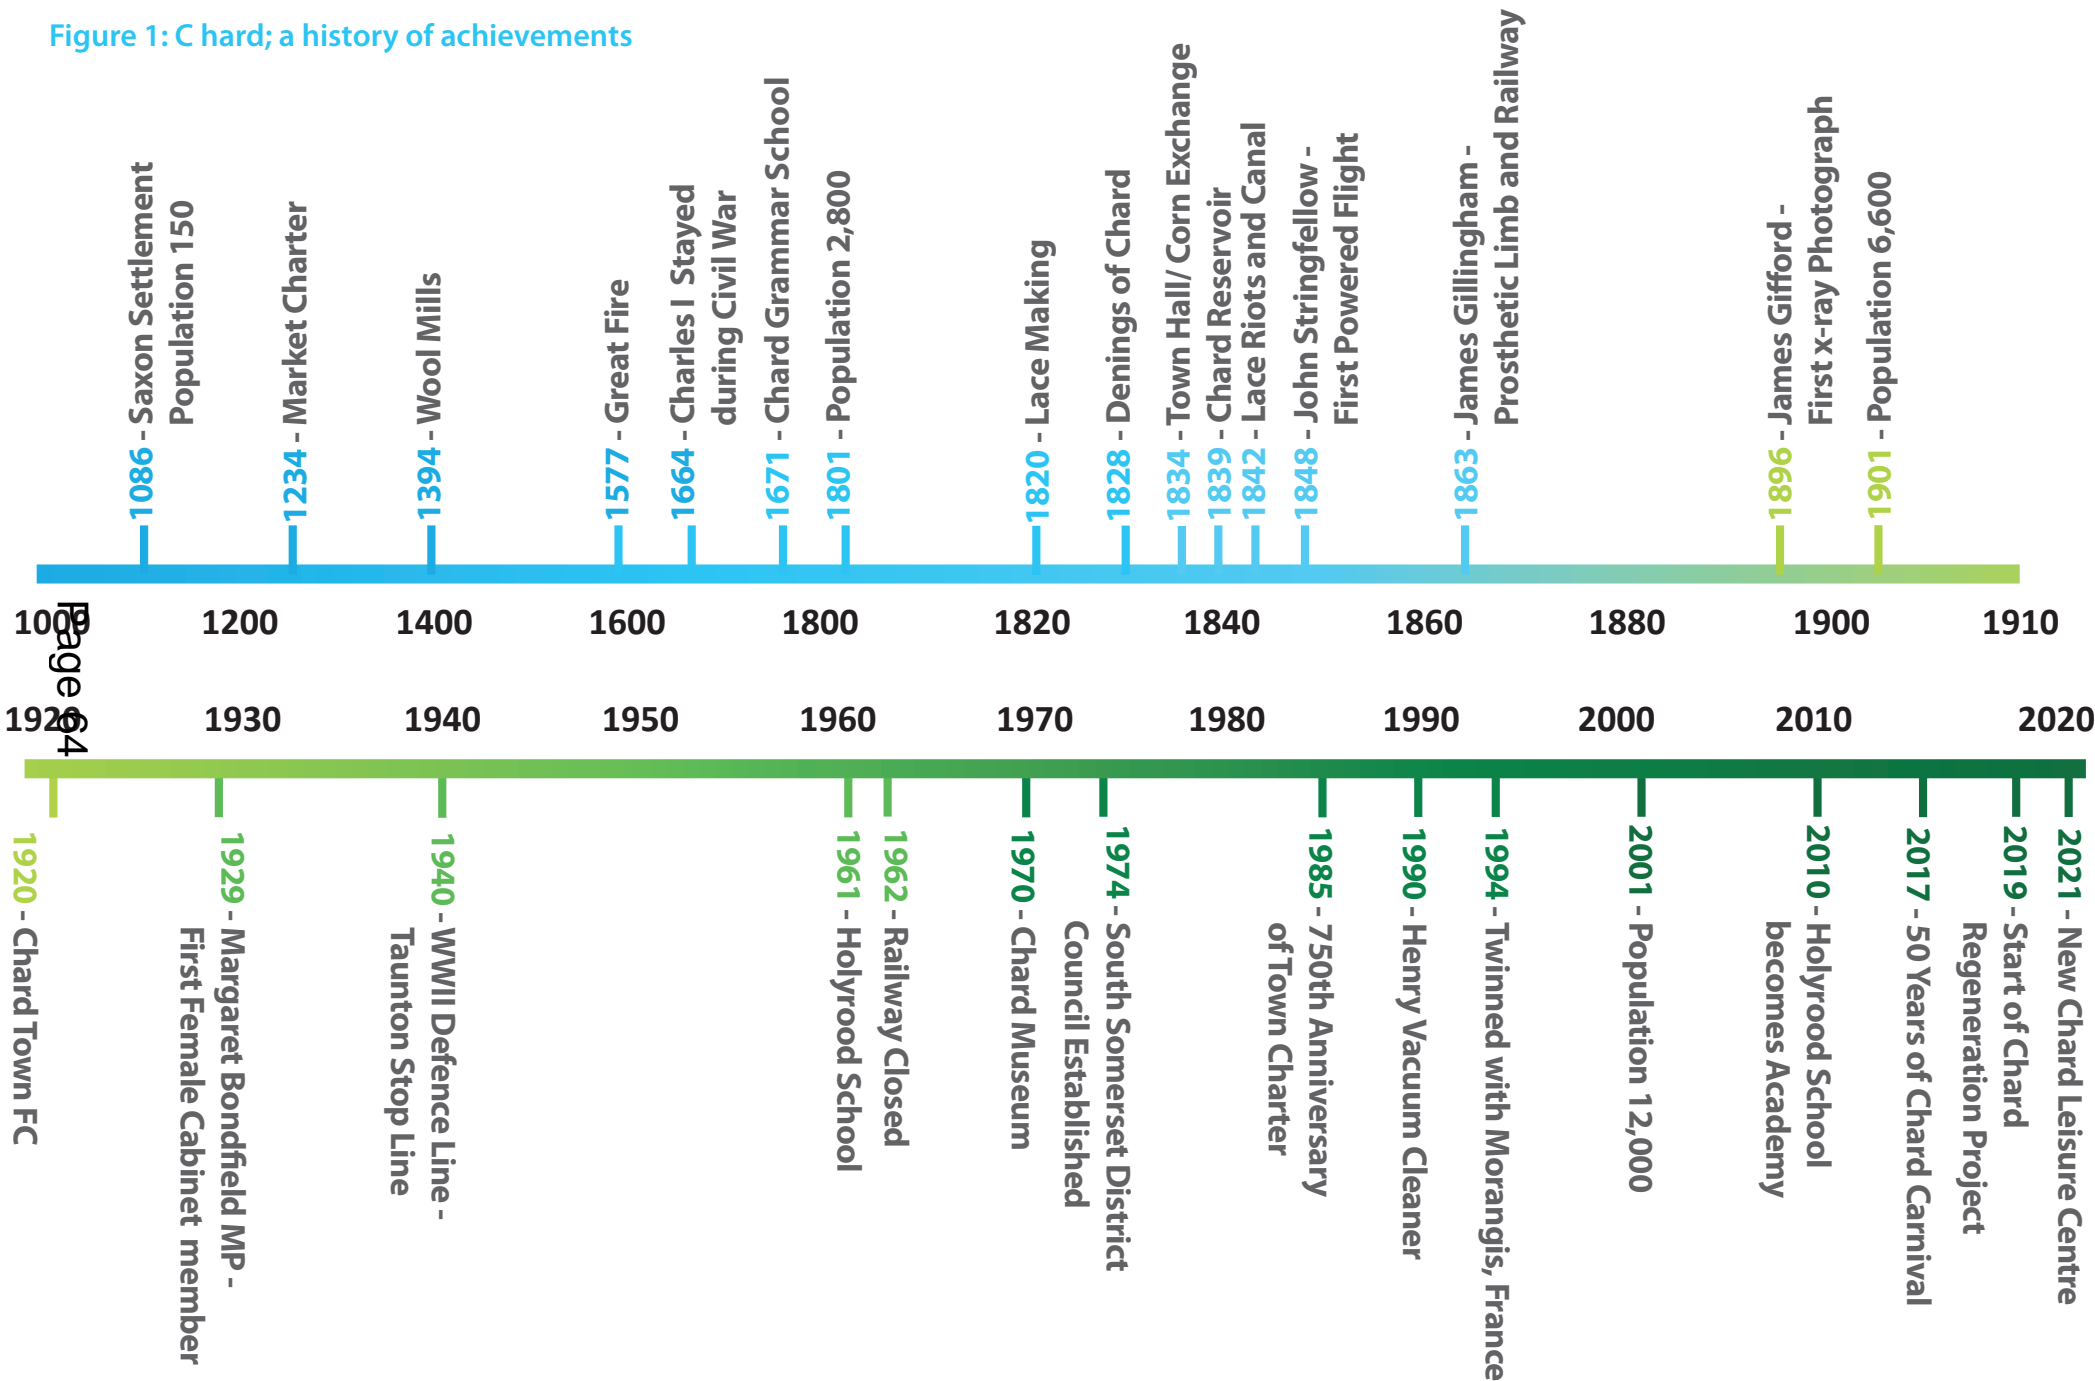 Figure 1: C hard; a history of achievements
1086 - Saxon Settlement
Population 150
1234 - Market Charter
1394 - Wool Mills
1577 - Great Fire
1664 - Charles I Stayed
during Civil War
1671 - Chard Grammar School
1801 - Population 2,800
1820 - Lace Making
1828 - Dennings of Chard
1834 - Town Hall/ Corn Exchange
1839 - Chard Reservoir
1842 - Lace Riots and Canal
1848 - John Stringfellow -
First Powered Flight
1863 - James Gillingham -
Prosthetic Limb and Railway
1896 - James Gifford -
First x-ray Photograph
1901 - Population 6,600
1000 1200 1400 1600 1800 1820 1840 1860 1880 1900 1910
Page 64
1920 1930 1940 1950 1960 1970 1980 1990 2000 2010 2020
1920 - Chard Town FC
1929 - Margaret Bondfield MP -
First Female Cabinet member
1940 - WWII Defence Line -
Taunton Stop Line
1961 - Holyrood School
1962 - Railway Closed
1970 - Chard Museum
1974 - South Somerset District
Council Established
1985 - 750th Anniversary
of Town Charter
1990 - Henry Vacuum Cleaner
1994 - Twinned with Morangis, France
2001 - Population 12,000
2010 - Holyrood School
becomes Academy
2017 - 50 Years of Chard Carnival
2019 - Start of Chard
Regeneration Project
2021 - New Chard Leisure Centre